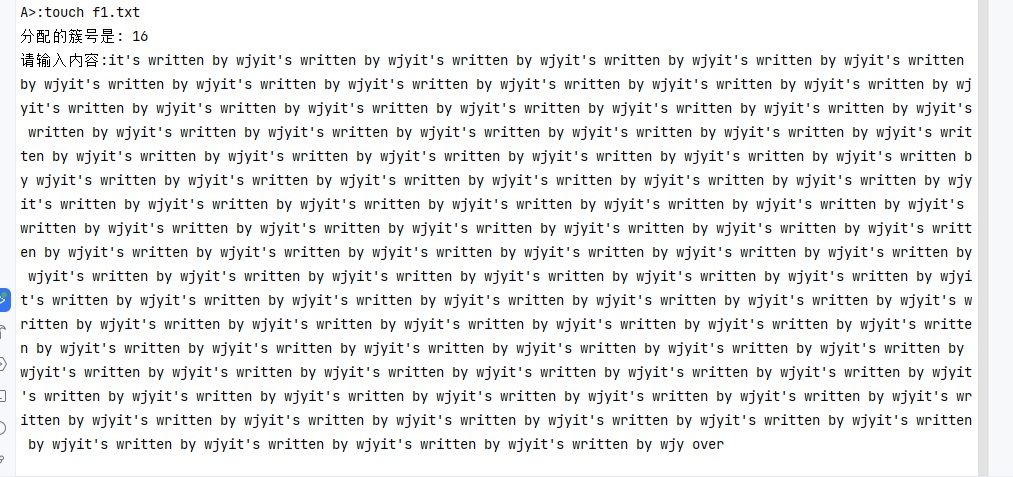 A>:touch f1.txt
分配的簇号是: 16
请输入内容:it's written by wjyit's written by wjyit's written by wjyit's written by wjyit's written by wjyit's written
by wjyit's written by wjyit's written by wjyit's written by wjyit's written by wjyit's written by wjyit's written by wj
yit's written by wjyit's written by wjyit's written by wjyit's written by wjyit's written by wjyit's written by wjyit's
 written by wjyit's written by wjyit's written by wjyit's written by wjyit's written by wjyit's written by wjyit's writ
ten by wjyit's written by wjyit's written by wjyit's written by wjyit's written by wjyit's written by wjyit's written b
y wjyit's written by wjyit's written by wjyit's written by wjyit's written by wjyit's written by wjyit's written by wjy
it's written by wjyit's written by wjyit's written by wjyit's written by wjyit's written by wjyit's written by wjyit's
written by wjyit's written by wjyit's written by wjyit's written by wjyit's written by wjyit's written by wjyit's writt
en by wjyit's written by wjyit's written by wjyit's written by wjyit's written by wjyit's written by wjyit's written by
 wjyit's written by wjyit's written by wjyit's written by wjyit's written by wjyit's written by wjyit's written by wjyi
t's written by wjyit's written by wjyit's written by wjyit's written by wjyit's written by wjyit's written by wjyit's w
ritten by wjyit's written by wjyit's written by wjyit's written by wjyit's written by wjyit's written by wjyit's writte
n by wjyit's written by wjyit's written by wjyit's written by wjyit's written by wjyit's written by wjyit's written by
wjyit's written by wjyit's written by wjyit's written by wjyit's written by wjyit's written by wjyit's written by wjyit
's written by wjyit's written by wjyit's written by wjyit's written by wjyit's written by wjyit's written by wjyit's wr
itten by wjyit's written by wjyit's written by wjyit's written by wjyit's written by wjyit's written by wjyit's written
 by wjyit's written by wjyit's written by wjyit's written by wjyit's written by wjy over